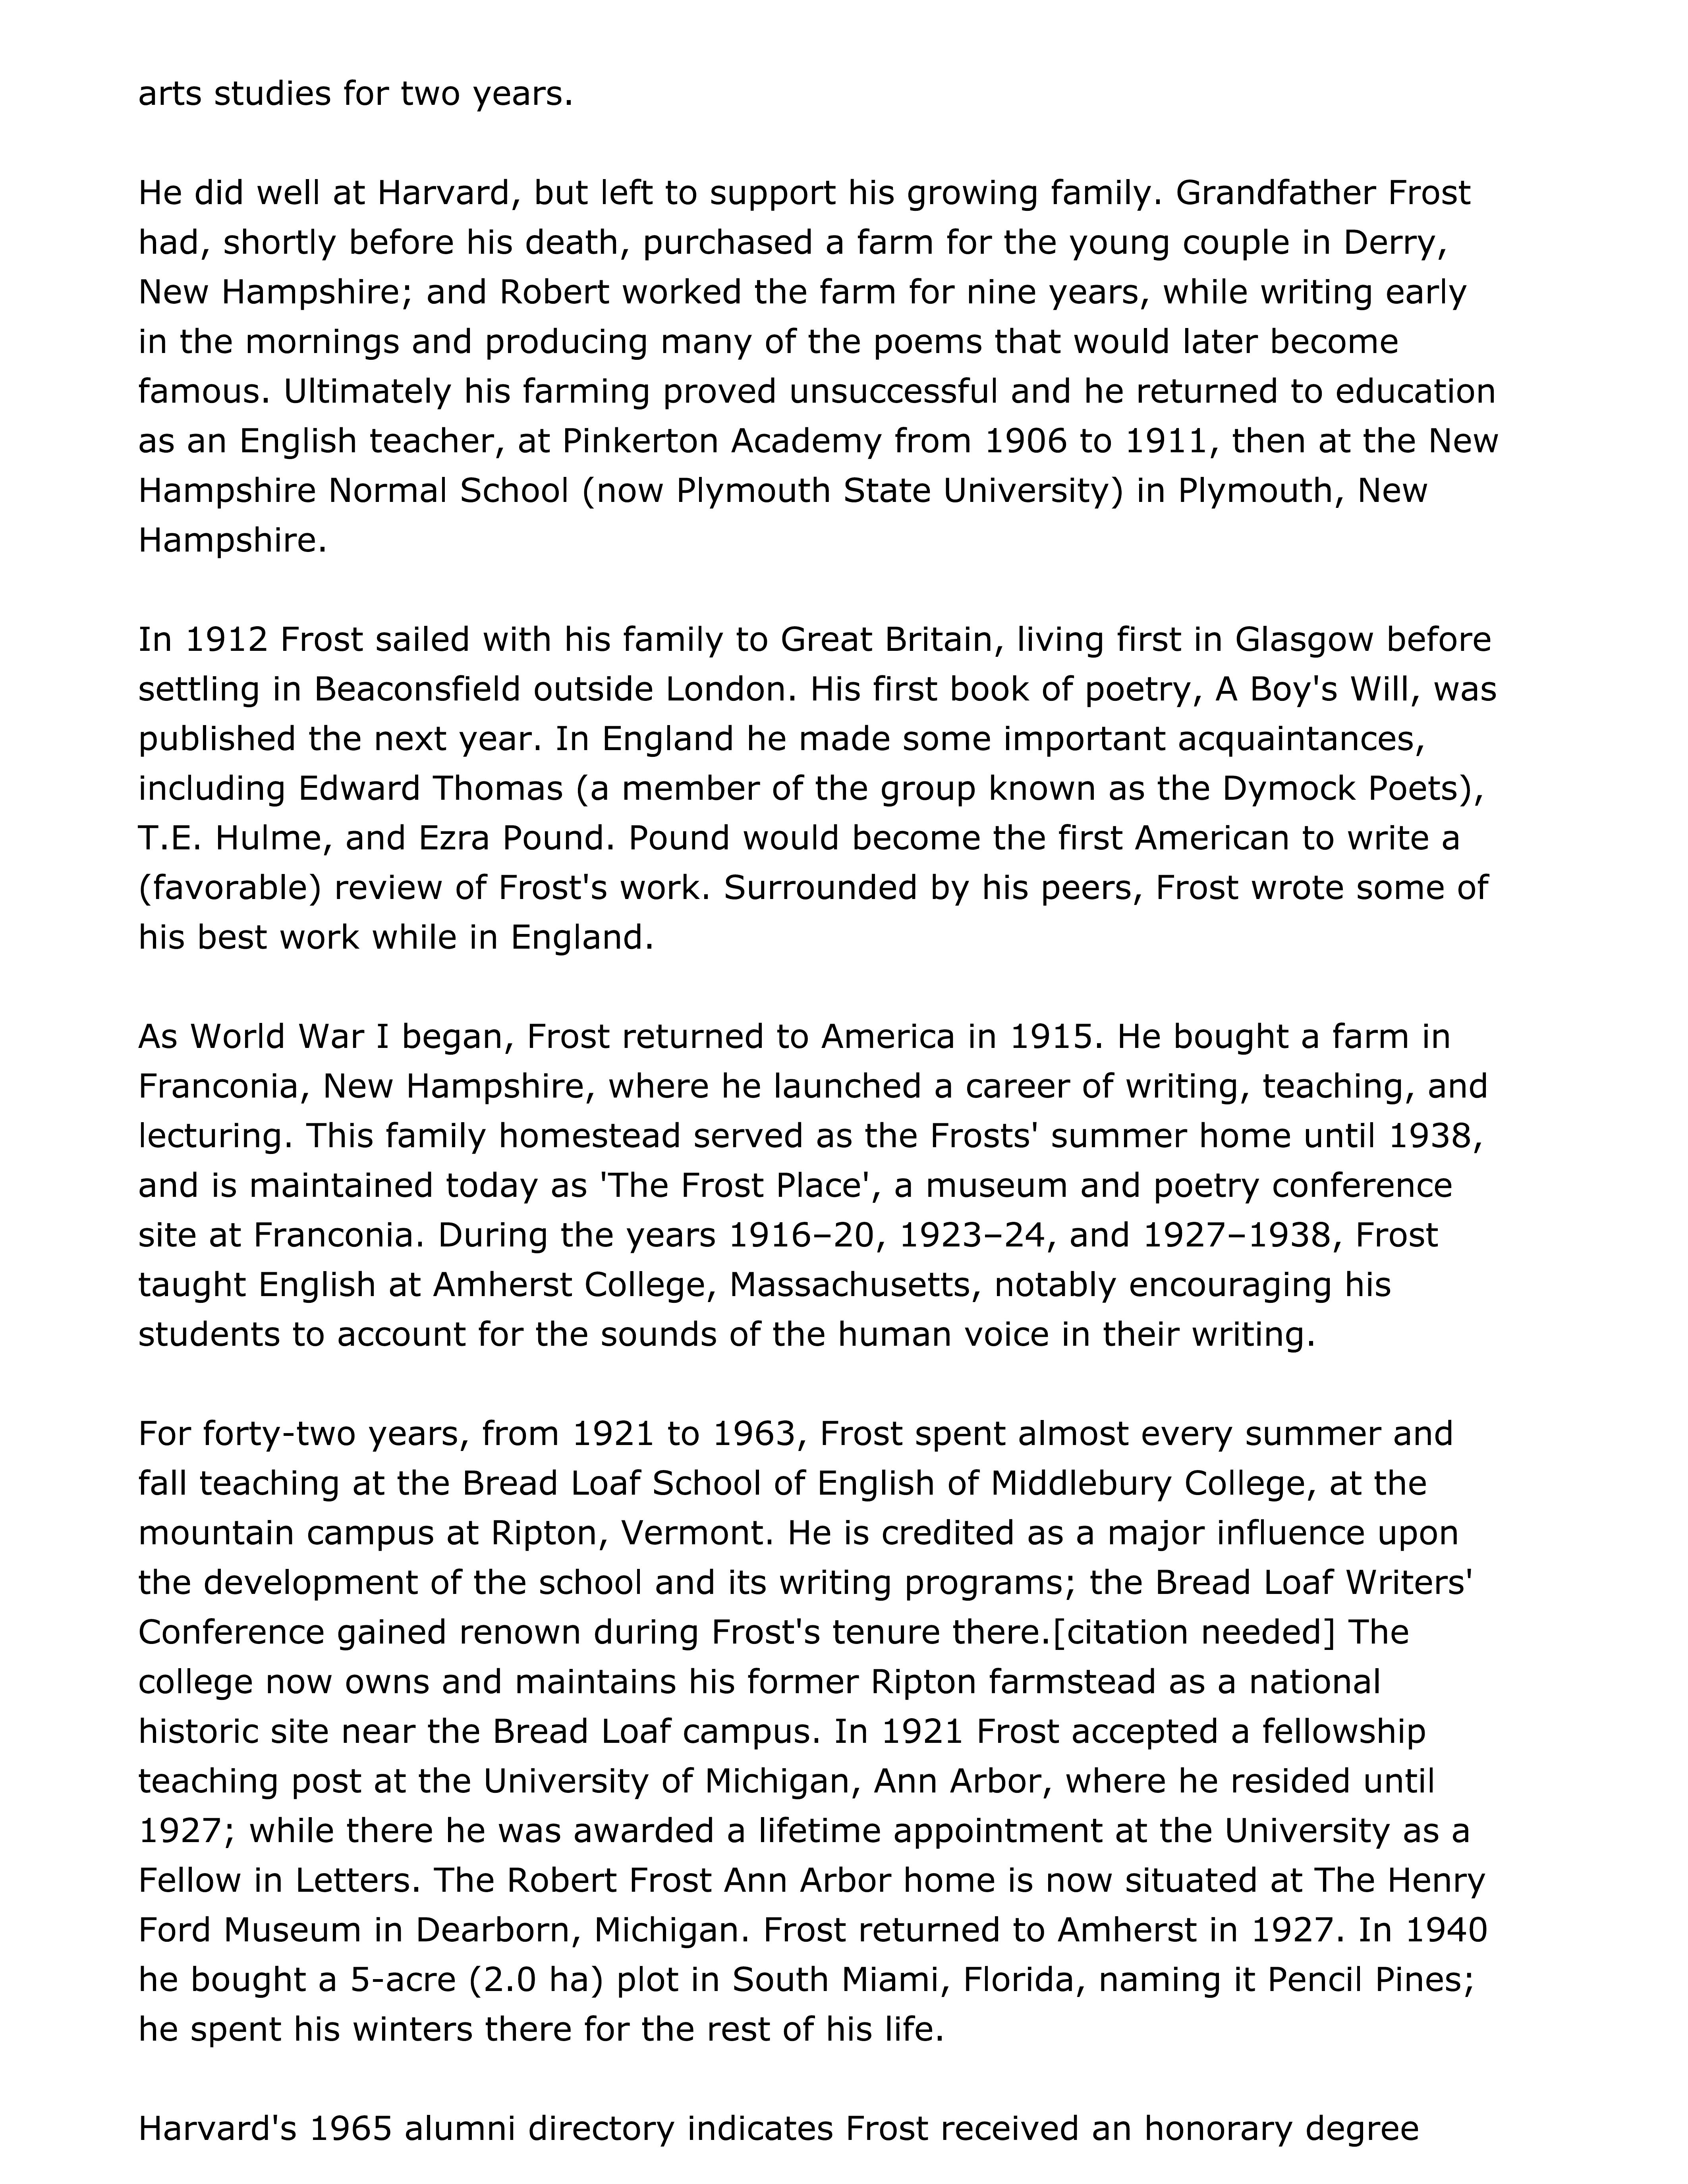 arts studies for two years.
He did well at Harvard, but left to support his growing family. Grandfather Frost
had, shortly before his death, purchased a farm for the young couple in Derry,
New Hampshire; and Robert worked the farm for nine years, while writing early
in the mornings and producing many of the poems that would later become
famous. Ultimately his farming proved unsuccessful and he returned to education
as an English teacher, at Pinkerton Academy from 1906 to 1911, then at the New
Hampshire Normal School (now Plymouth State University) in Plymouth, New
Hampshire.
In 1912 Frost sailed with his family to Great Britain, living first in Glasgow before
settling in Beaconsfield outside London. His first book of poetry, A Boy's Will, was
published the next year. In England he made some important acquaintances,
including Edward Thomas (a member of the group known as the Dymock Poets),
T.E. Hulme, and Ezra Pound. Pound would become the first American to write a
(favorable) review of Frost's work. Surrounded by his peers, Frost wrote some of
his best work while in England.
As World War I began, Frost returned to America in 1915. He bought a farm in
Franconia, New Hampshire, where he launched a career of writing, teaching, and
lecturing. This family homestead served as the Frosts' summer home until 1938,
and is maintained today as 'The Frost Place', a museum and poetry conference
site at Franconia. During the years 1916–20, 1923–24, and 1927–1938, Frost
taught English at Amherst College, Massachusetts, notably encouraging his
students to account for the sounds of the human voice in their writing.
For forty-two years, from 1921 to 1963, Frost spent almost every summer and
fall teaching at the Bread Loaf School of English of Middlebury College, at the
mountain campus at Ripton, Vermont. He is credited as a major influence upon
the development of the school and its writing programs; the Bread Loaf Writers'
Conference gained renown during Frost's tenure there.[citation needed] The
college now owns and maintains his former Ripton farmstead as a national
historic site near the Bread Loaf campus. In 1921 Frost accepted a fellowship
teaching post at the University of Michigan, Ann Arbor, where he resided until
1927; while there he was awarded a lifetime appointment at the University as a
Fellow in Letters. The Robert Frost Ann Arbor home is now situated at The Henry
Ford Museum in Dearborn, Michigan. Frost returned to Amherst in 1927. In 1940
he bought a 5-acre (2.0 ha) plot in South Miami, Florida, naming it Pencil Pines;
he spent his winters there for the rest of his life.
Harvard's 1965 alumni directory indicates Frost received an honorary degree